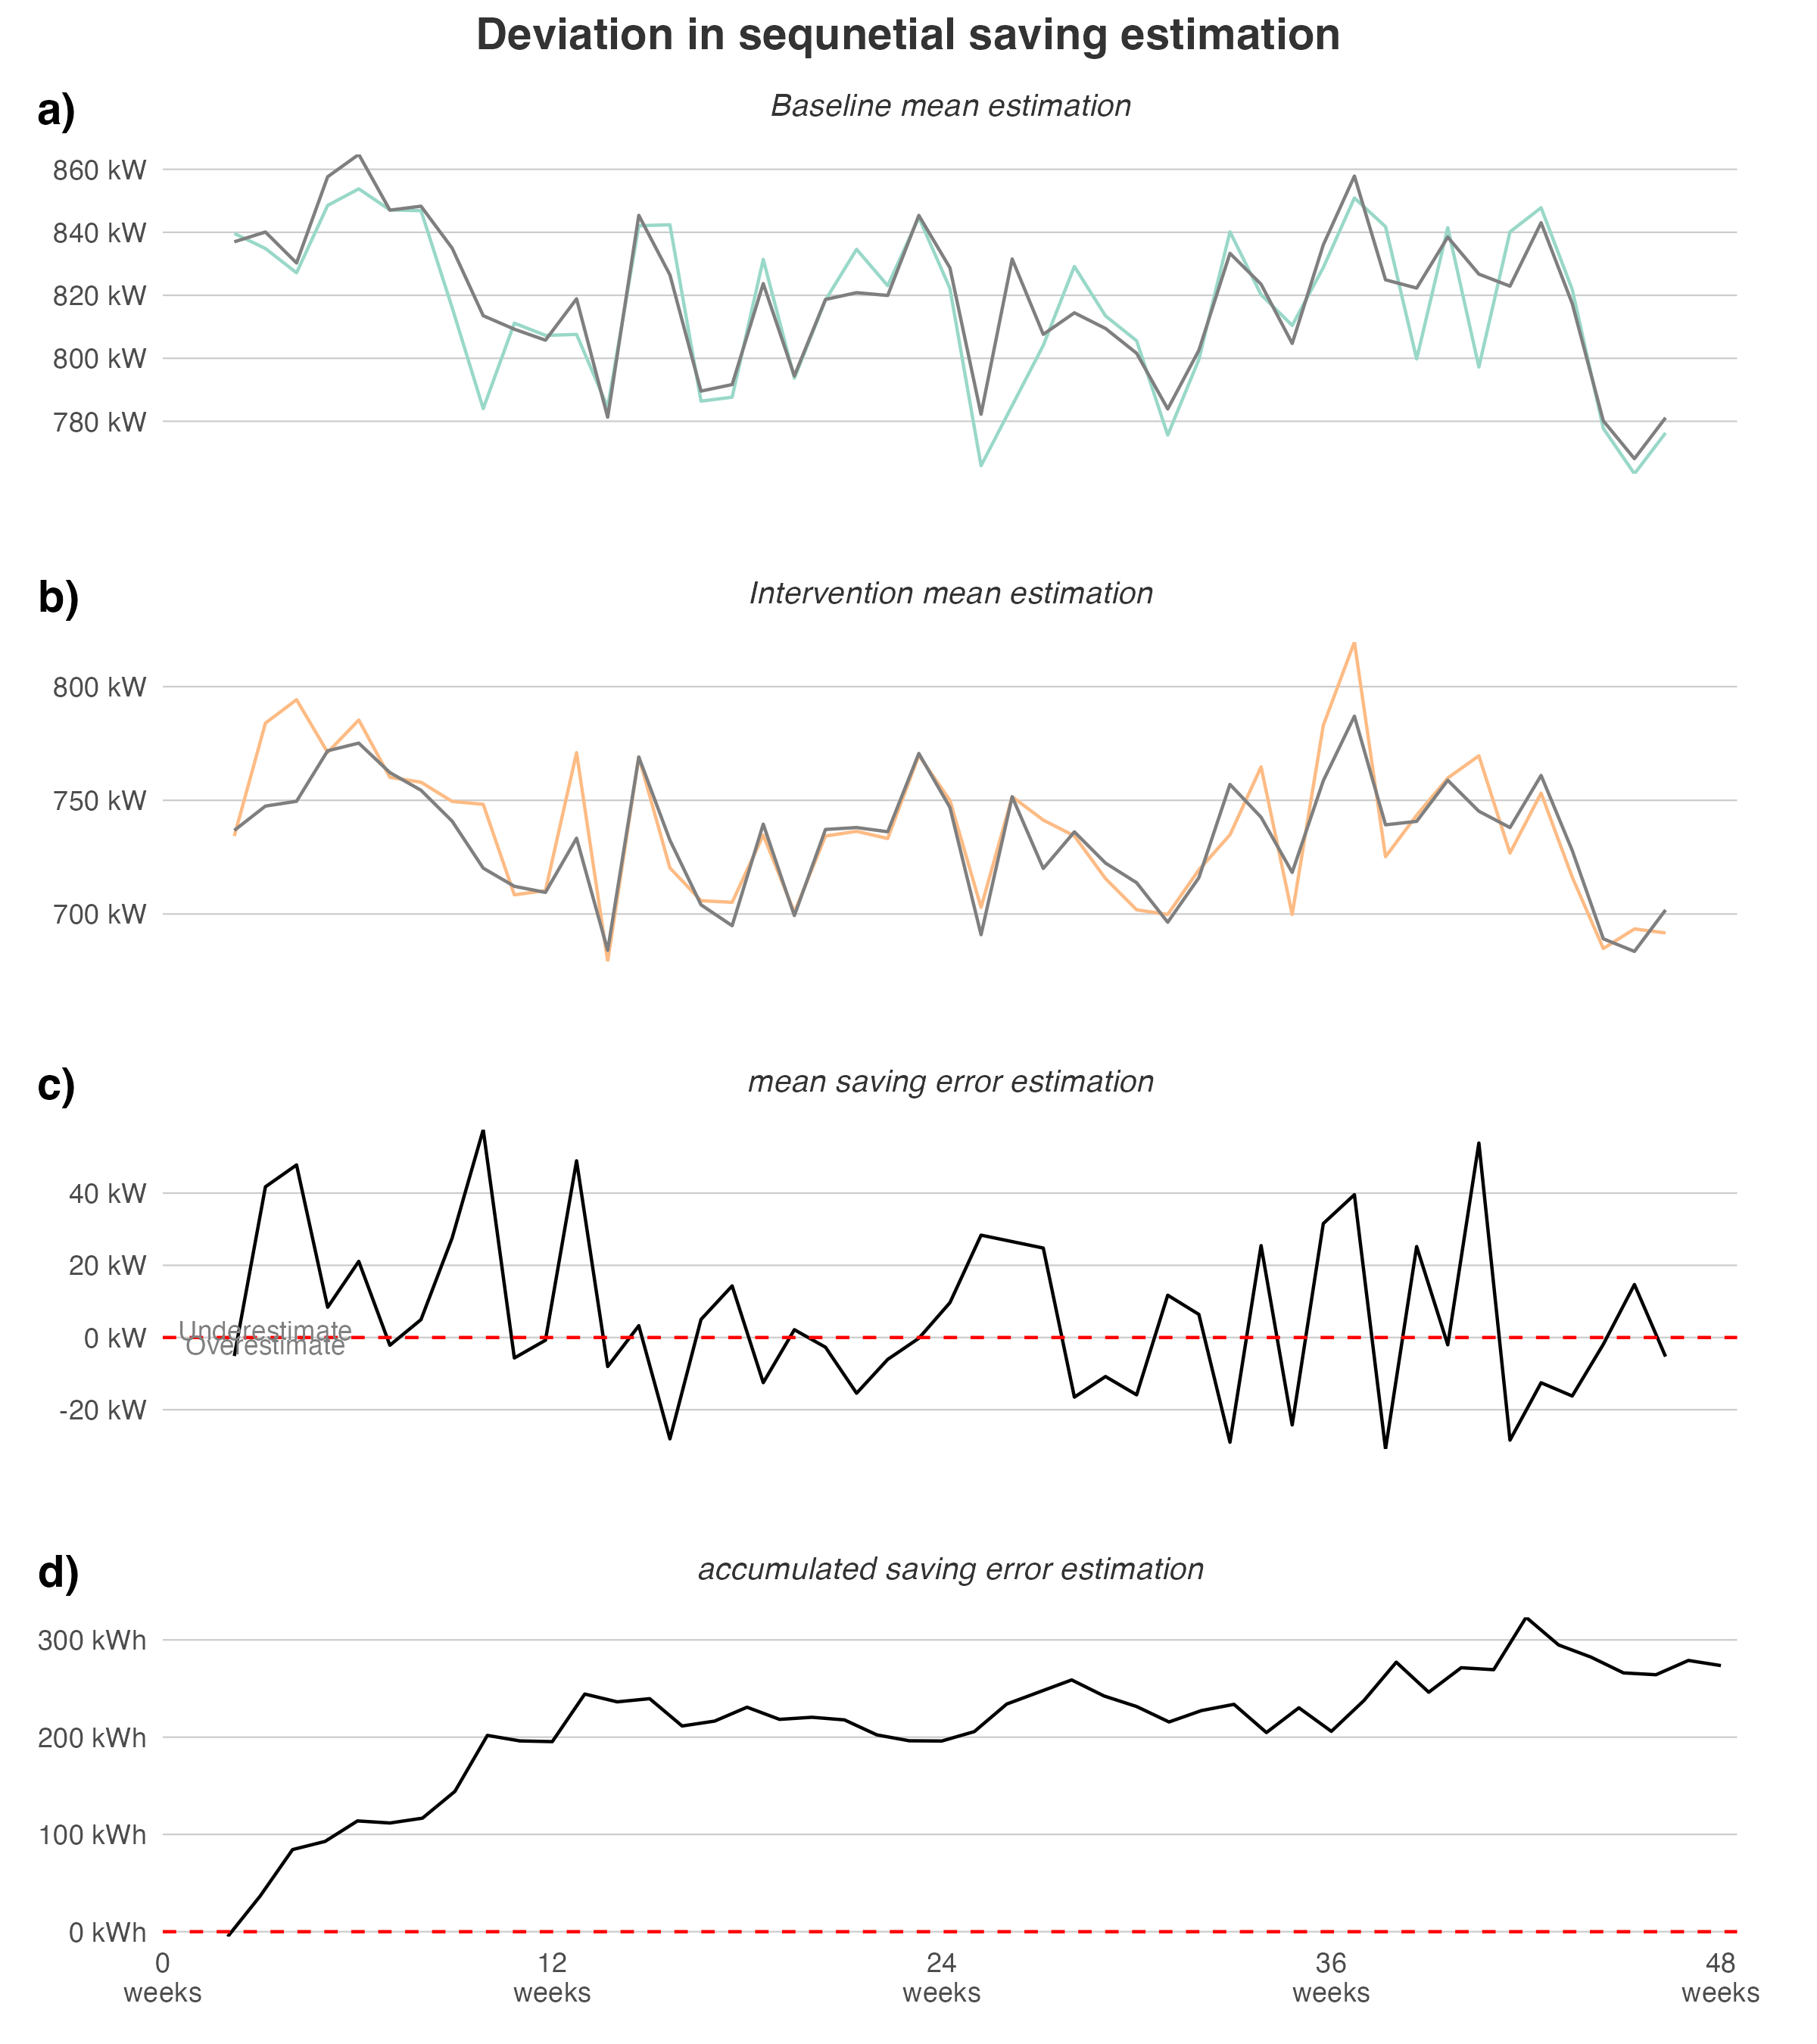 Deviation in sequnetial saving estimation
a)
Baseline mean estimation
860 kW
840 kW
820 kW
800 kW
780 kW
b)
Intervention mean estimation
800 kW
750 kW
700 kW
c)
mean saving error estimation
40 kW
20 kW
0 kW
-20 kW
Underestimate
Overestimate
d)
accumulated saving error estimation
300 kWh
200 kWh
100 kWh
0 kWh
0 weeks
12 weeks
24 weeks
36 weeks
48 weeks